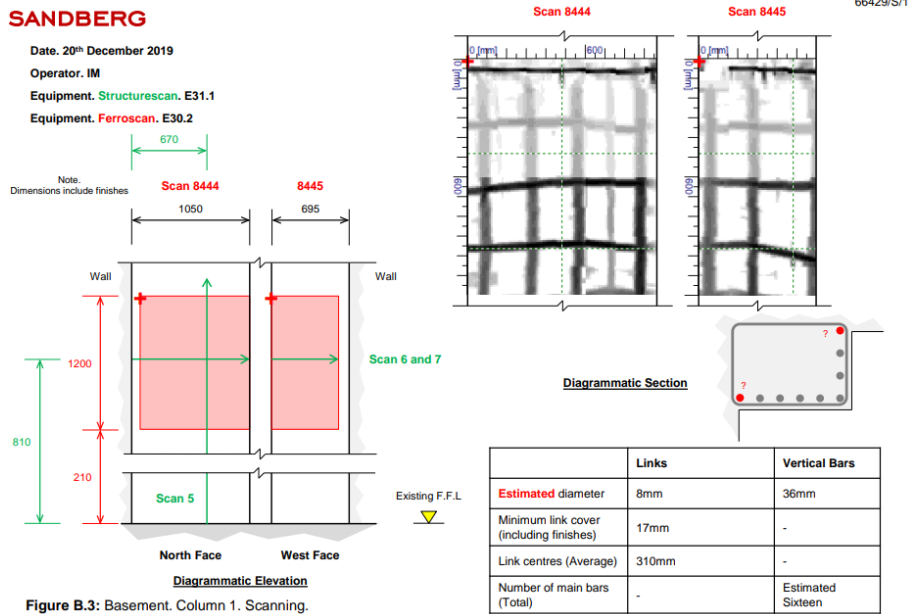 66429/S/1
SANDBERG
Date. 20th December 2019
Operator. IM
Equipment. Structurescan. E31.1
Equipment. Ferroscan. E30.2
670
Note.
Dimensions include finishes
Scan 8444
8445
1050
695
Wall
Wall
1200
Scan 6 and 7
810
210
Scan 5
Existing F.F.L
North Face
West Face
Diagrammatic Elevation
Figure B.3: Basement. Column 1. Scanning.
Scan 8444
Scan 8445
0 [mm]
600
0 [mm]
600
0 [mm]
0 [mm]
600
Diagrammatic Section
?
?
Links
Vertical Bars
Estimated diameter
8mm
36mm
Minimum link cover
(including finishes)
17mm
-
Link centres (Average)
310mm
-
Number of main bars
(Total)
-
Estimated
Sixteen